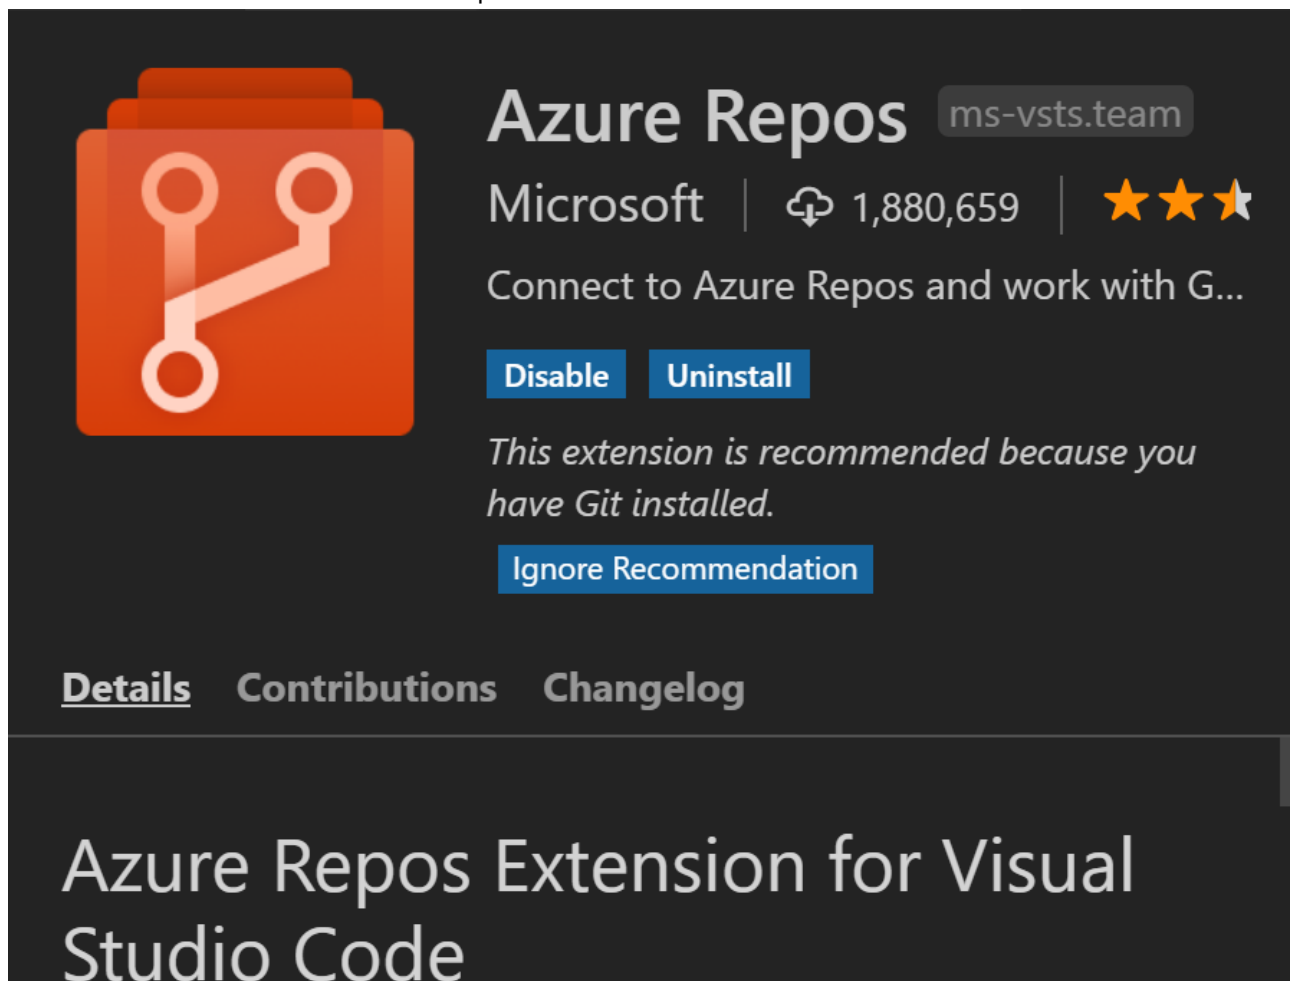 Azure Repos ms-vsts.team
Microsoft 1,880,659
Connect to Azure Repos and work with G...
Disable Uninstall
This extension is recommended because you
have Git installed.
Ignore Recommendation
Details Contributions Changelog
Azure Repos Extension for Visual
Studio Code